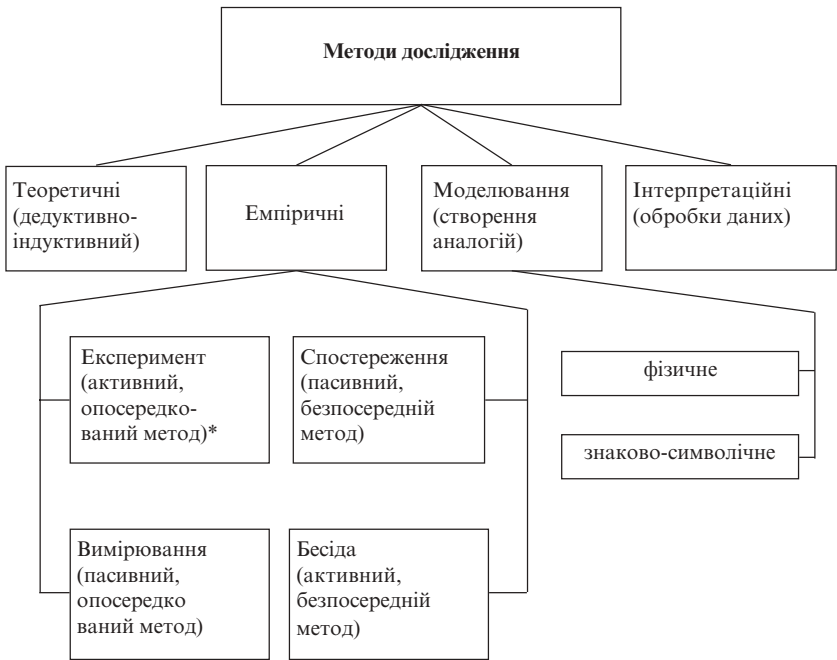 Методи дослідження
Теоретичні
(дедуктивно-
індуктивний)
Емпіричні
Моделювання
(створення
аналогій)
Інтерпретаційні
(обробки даних)
Експеримент
(активний,
опосередко-
ваний метод)*
Спостереження
(пасивний,
безпосередній
метод)
фізичне
знаково-символічне
Вимірювання
(пасивний,
опосередко
ваний метод)
Бесіда
(активний,
безпосередній
метод)